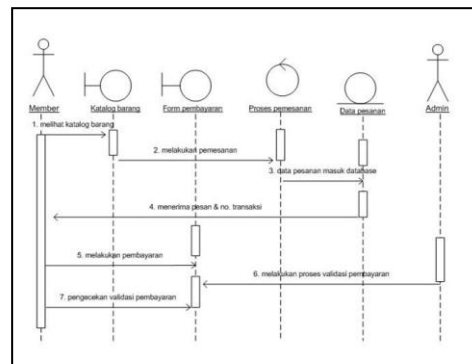 Member Katalog barang Form pembayaran Proses pemesanan Data pesanan Admin
1. melihat katalog barang
2. melakukan pemesanan
3. data pesanan masuk database
4. menerima pesan & no. transaksi
5. melakukan pembayaran
6. melakukan proses validasi pembayaran
7. pengecekan validasi pembayaran